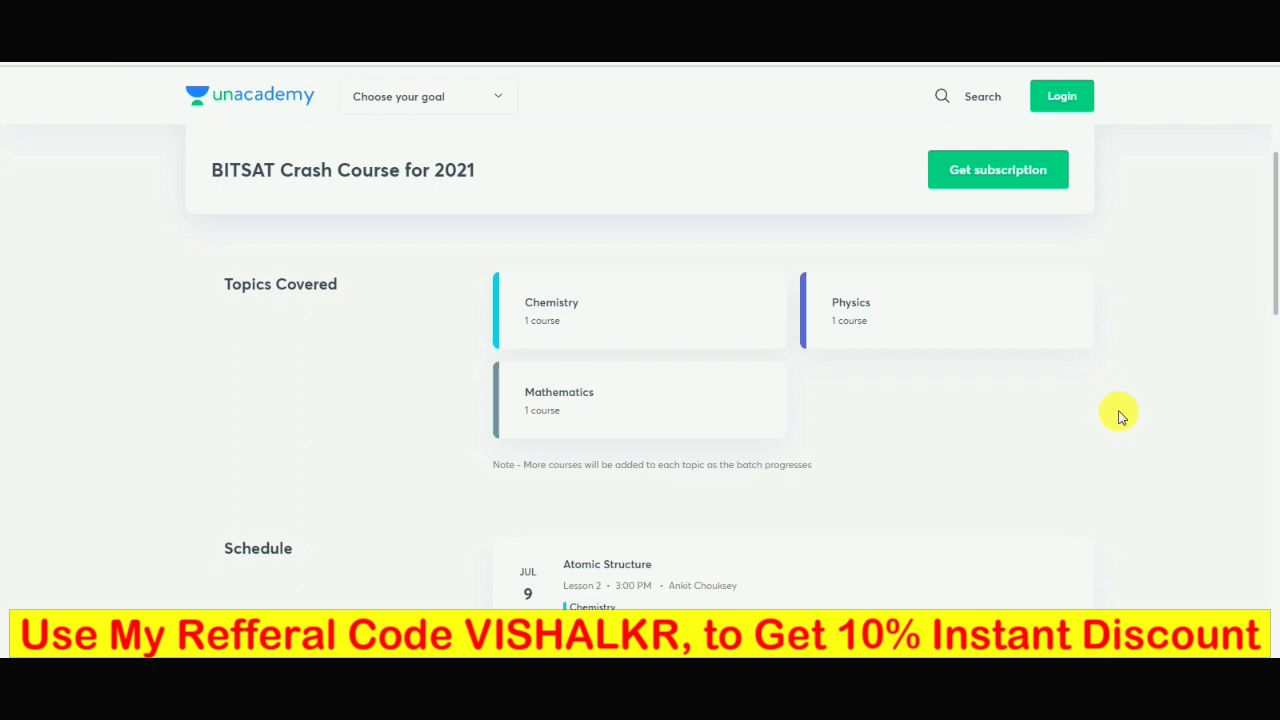 unacademy
Choose your goal
Search
Login
BITSAT Crash Course for 2021
Get subscription
Topics Covered
Chemistry
1 course
Physics
1 course
Mathematics
1 course
Note - More courses will be added to each topic as the batch progresses
Schedule
JUL
9
Atomic Structure
Lesson 2 • 3:00 PM • Ankit Chouksey
Chemistry
Use My Refferal Code VISHALKR, to Get 10% Instant Discount